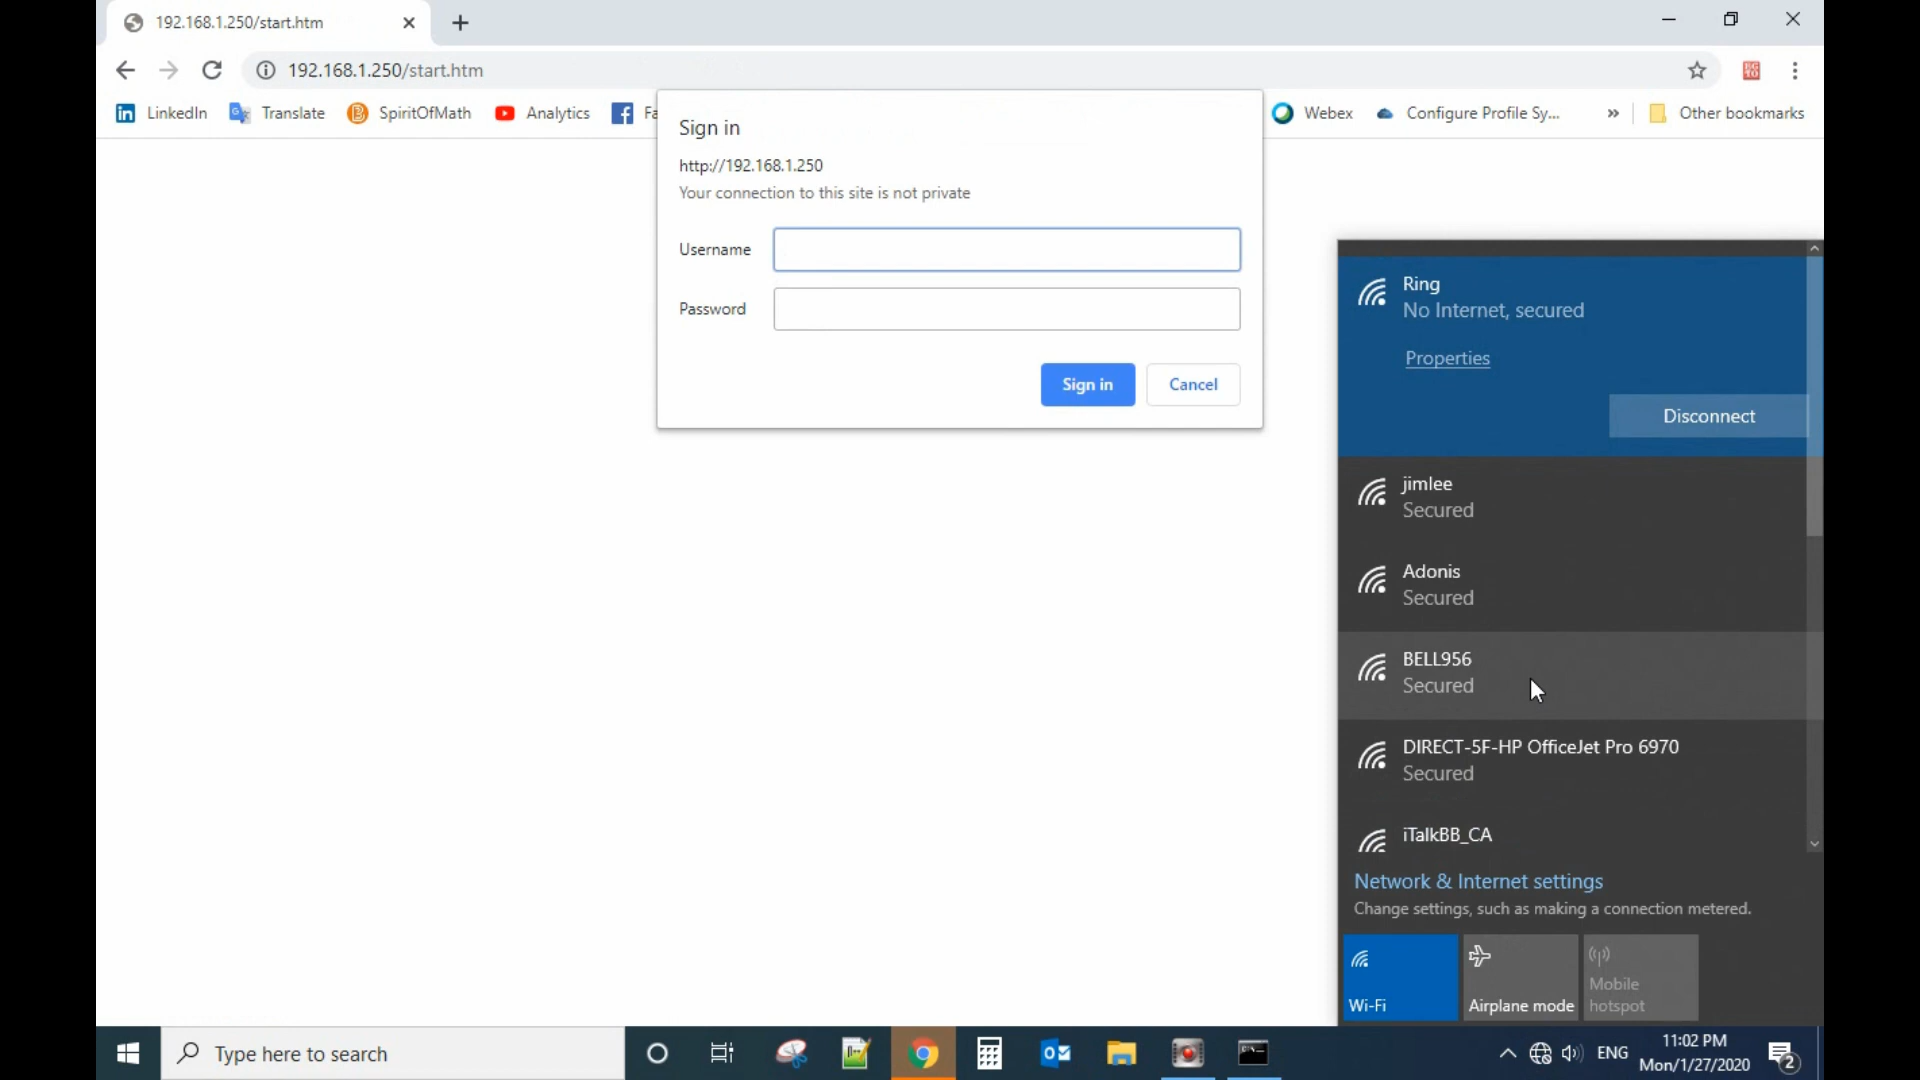 192.168.1.250/start.htm
192.168.1.250/start.htm
LinkedIn
Translate
SpiritOfMath
Analytics
Fa
Webex
Configure Profile Sy...
Other bookmarks
Sign in
http://192.168.1.250
Your connection to this site is not private
Username
Password
Sign in
Cancel
Ring
No Internet, secured
Properties
Disconnect
jimlee
Secured
Adonis
Secured
BELL956
Secured
DIRECT-5F-HP OfficeJet Pro 6970
Secured
iTalkBB_CA
Network & Internet settings
Change settings, such as making a connection metered.
Wi-Fi
Airplane mode
Mobile
hotspot
Type here to search
ENG
11:02 PM
Mon/1/27/2020
2